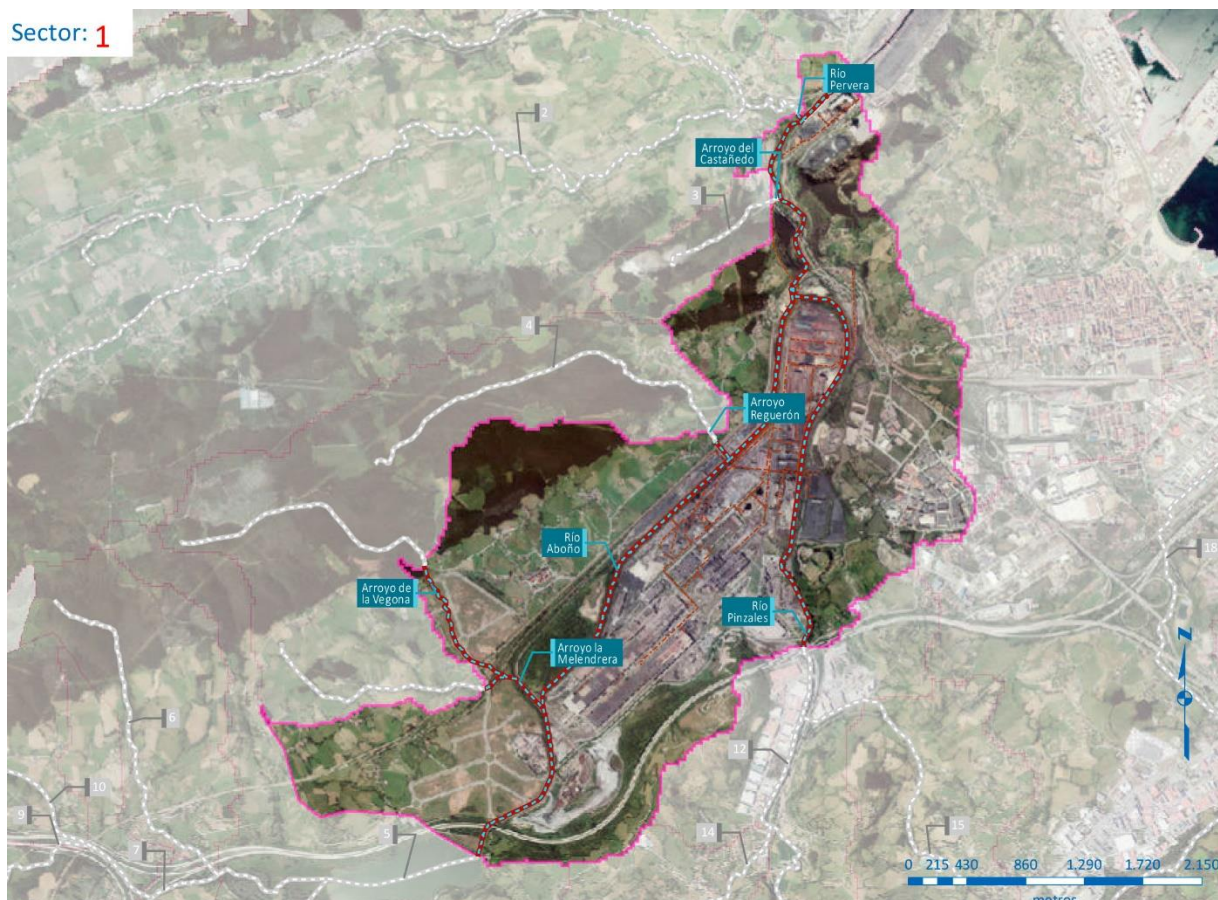 Sector: 1
Río
Pervera
2
Arroyo del
Castañedo
3
4
Arroyo
Reguerón
Río
Aboño
18
Arroyo de
la Vegona
Río
Pinzales
Arroyo la
Melendrera
6
N
12
10
9
5
7
14
15
0 215 430 860 1.290 1.720 2.150
metros